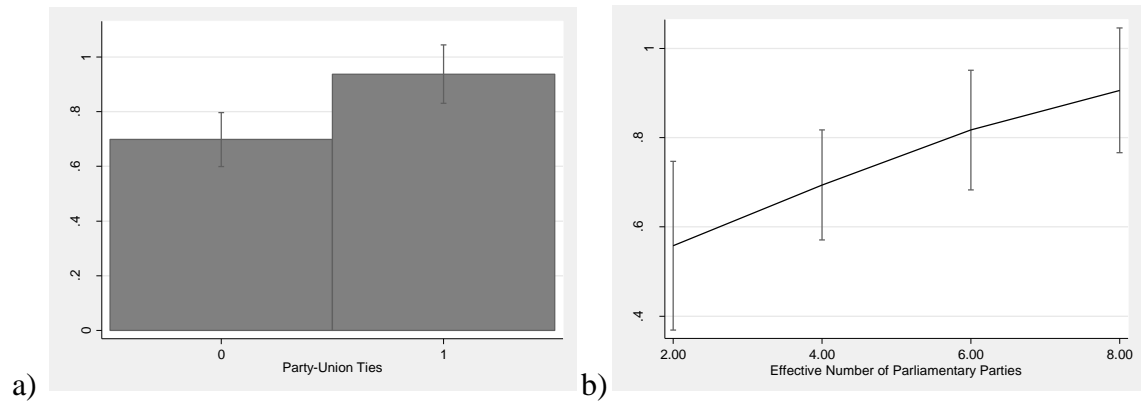 1
.8
.6
.4
.2
0
0 1
Party-Union Ties
a)
1
.8
.6
.4
2.00 4.00 6.00 8.00
Effective Number of Parliamentary Parties
b)